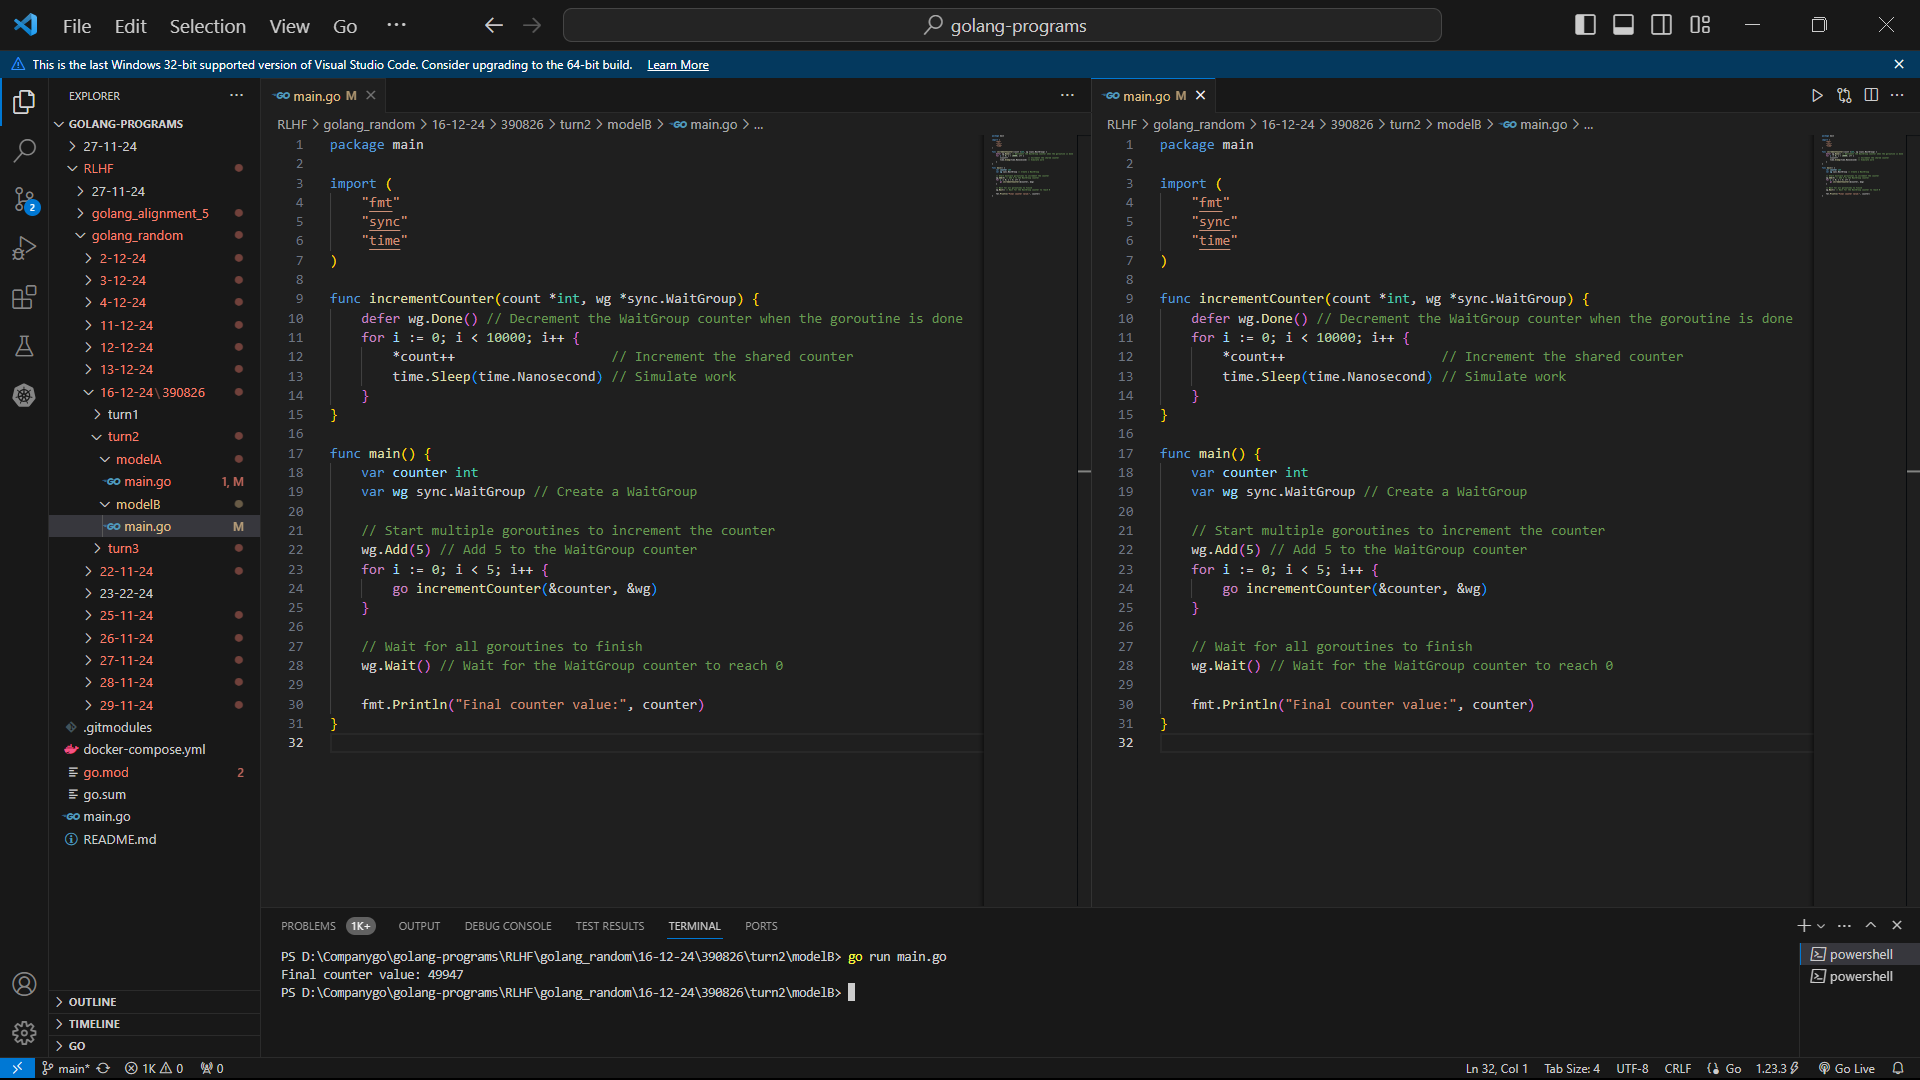 File Edit Selection View Go ··· golang-programs
This is the last Windows 32-bit supported version of Visual Studio Code. Consider upgrading to the 64-bit build. Learn More
EXPLORER ···
GOLANG-PROGRAMS
27-11-24
RLHF
27-11-24
golang_alignment_5
golang_random
2-12-24
3-12-24
4-12-24
11-12-24
12-12-24
13-12-24
16-12-24\390826
turn1
turn2
modelA
main.go 1, M
modelB
main.go M
turn3
22-11-24
23-22-24
25-11-24
26-11-24
27-11-24
28-11-24
29-11-24
.gitmodules
docker-compose.yml
go.mod 2
go.sum
main.go
README.md
OUTLINE
TIMELINE
GO
2
main.go M
RLHF > golang_random > 16-12-24 > 390826 > turn2 > modelB > main.go > ...
1 package main
2
3 import (
4 "fmt"
5 "sync"
6 "time"
7 )
8
9 func incrementCounter(count *int, wg *sync.WaitGroup) {
10 defer wg.Done() // Decrement the WaitGroup counter when the goroutine is done
11 for i := 0; i < 10000; i++ {
12 *count++ // Increment the shared counter
13 time.Sleep(time.Nanosecond) // Simulate work
14 }
15 }
16
17 func main() {
18 var counter int
19 var wg sync.WaitGroup // Create a WaitGroup
20
21 // Start multiple goroutines to increment the counter
22 wg.Add(5) // Add 5 to the WaitGroup counter
23 for i := 0; i < 5; i++ {
24 go incrementCounter(&counter, &wg)
25 }
26
27 // Wait for all goroutines to finish
28 wg.Wait() // Wait for the WaitGroup counter to reach 0
29
30 fmt.Println("Final counter value:", counter)
31 }
32
main.go M
RLHF > golang_random > 16-12-24 > 390826 > turn2 > modelB > main.go > ...
1 package main
2
3 import (
4 "fmt"
5 "sync"
6 "time"
7 )
8
9 func incrementCounter(count *int, wg *sync.WaitGroup) {
10 defer wg.Done() // Decrement the WaitGroup counter when the goroutine is done
11 for i := 0; i < 10000; i++ {
12 *count++ // Increment the shared counter
13 time.Sleep(time.Nanosecond) // Simulate work
14 }
15 }
16
17 func main() {
18 var counter int
19 var wg sync.WaitGroup // Create a WaitGroup
20
21 // Start multiple goroutines to increment the counter
22 wg.Add(5) // Add 5 to the WaitGroup counter
23 for i := 0; i < 5; i++ {
24 go incrementCounter(&counter, &wg)
25 }
26
27 // Wait for all goroutines to finish
28 wg.Wait() // Wait for the WaitGroup counter to reach 0
29
30 fmt.Println("Final counter value:", counter)
31 }
32
PROBLEMS 1K+ OUTPUT DEBUG CONSOLE TEST RESULTS TERMINAL PORTS
PS D:\Companygo\golang-programs\RLHF\golang_random\16-12-24\390826\turn2\modelB> go run main.go
Final counter value: 49947
PS D:\Companygo\golang-programs\RLHF\golang_random\16-12-24\390826\turn2\modelB>
powershell
powershell
main* 1K 0 0 Ln 32, Col 1 Tab Size: 4 UTF-8 CRLF Go 1.23.3 Go Live